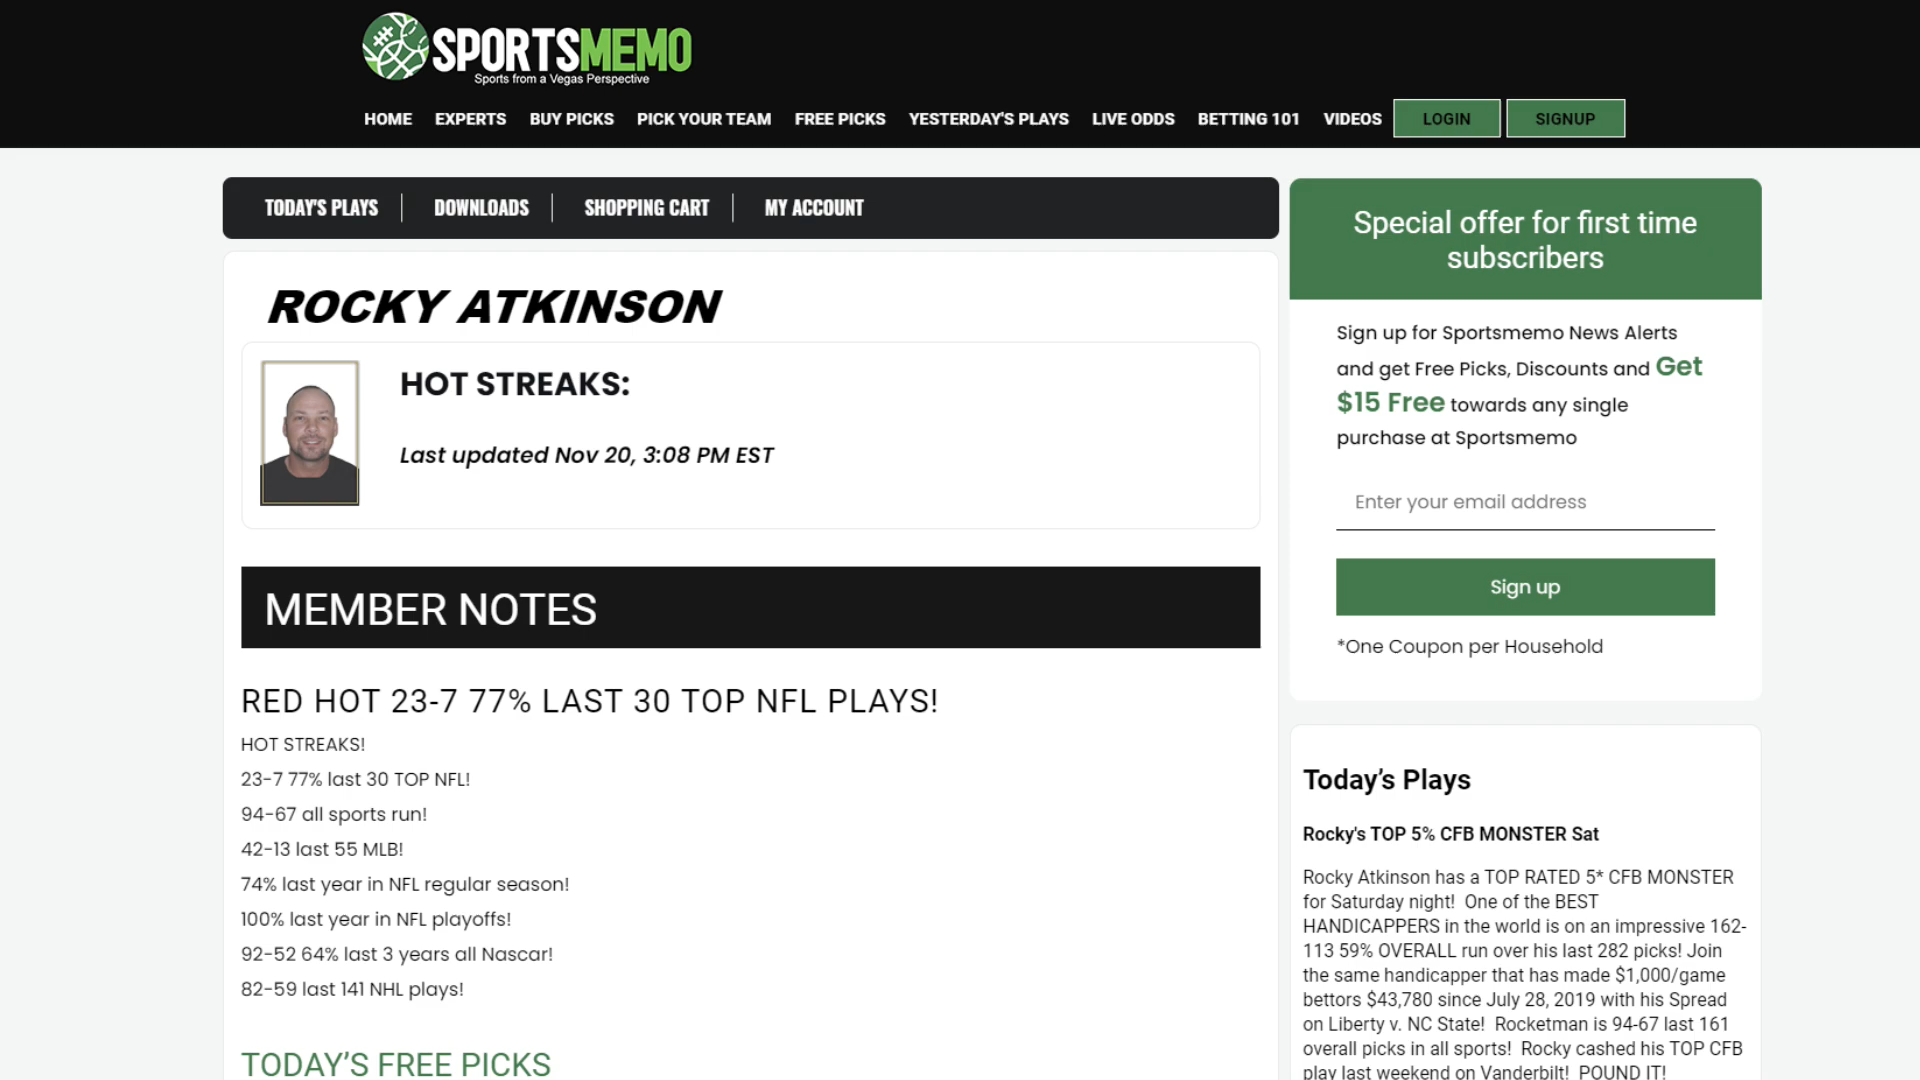 SPORTSMEMO
Sports from a Vegas Perspective
HOME EXPERTS BUY PICKS PICK YOUR TEAM FREE PICKS YESTERDAY'S PLAYS LIVE ODDS BETTING 101 VIDEOS LOGIN SIGNUP
TODAY'S PLAYS DOWNLOADS SHOPPING CART MY ACCOUNT
ROCKY ATKINSON
HOT STREAKS:
Last updated Nov 20, 3:08 PM EST
MEMBER NOTES
RED HOT 23-7 77% LAST 30 TOP NFL PLAYS!
HOT STREAKS!
23-7 77% last 30 TOP NFL!
94-67 all sports run!
42-13 last 55 MLB!
74% last year in NFL regular season!
100% last year in NFL playoffs!
92-52 64% last 3 years all Nascar!
82-59 last 141 NHL plays!
TODAY’S FREE PICKS
Special offer for first time
subscribers
Sign up for Sportsmemo News Alerts
and get Free Picks, Discounts and Get
$15 Free towards any single
purchase at Sportsmemo
Enter your email address
Sign up
*One Coupon per Household
Today’s Plays
Rocky's TOP 5% CFB MONSTER Sat
Rocky Atkinson has a TOP RATED 5* CFB MONSTER
for Saturday night!  One of the BEST
HANDICAPPERS in the world is on an impressive 162-
113 59% OVERALL run over his last 282 picks! Join
the same handicapper that has made $1,000/game
bettors $43,780 since July 28, 2019 with his Spread
on Liberty v. NC State!  Rocketman is 94-67 last 161
overall picks in all sports!  Rocky cashed his TOP CFB
play last weekend on Vanderbilt!  POUND IT!